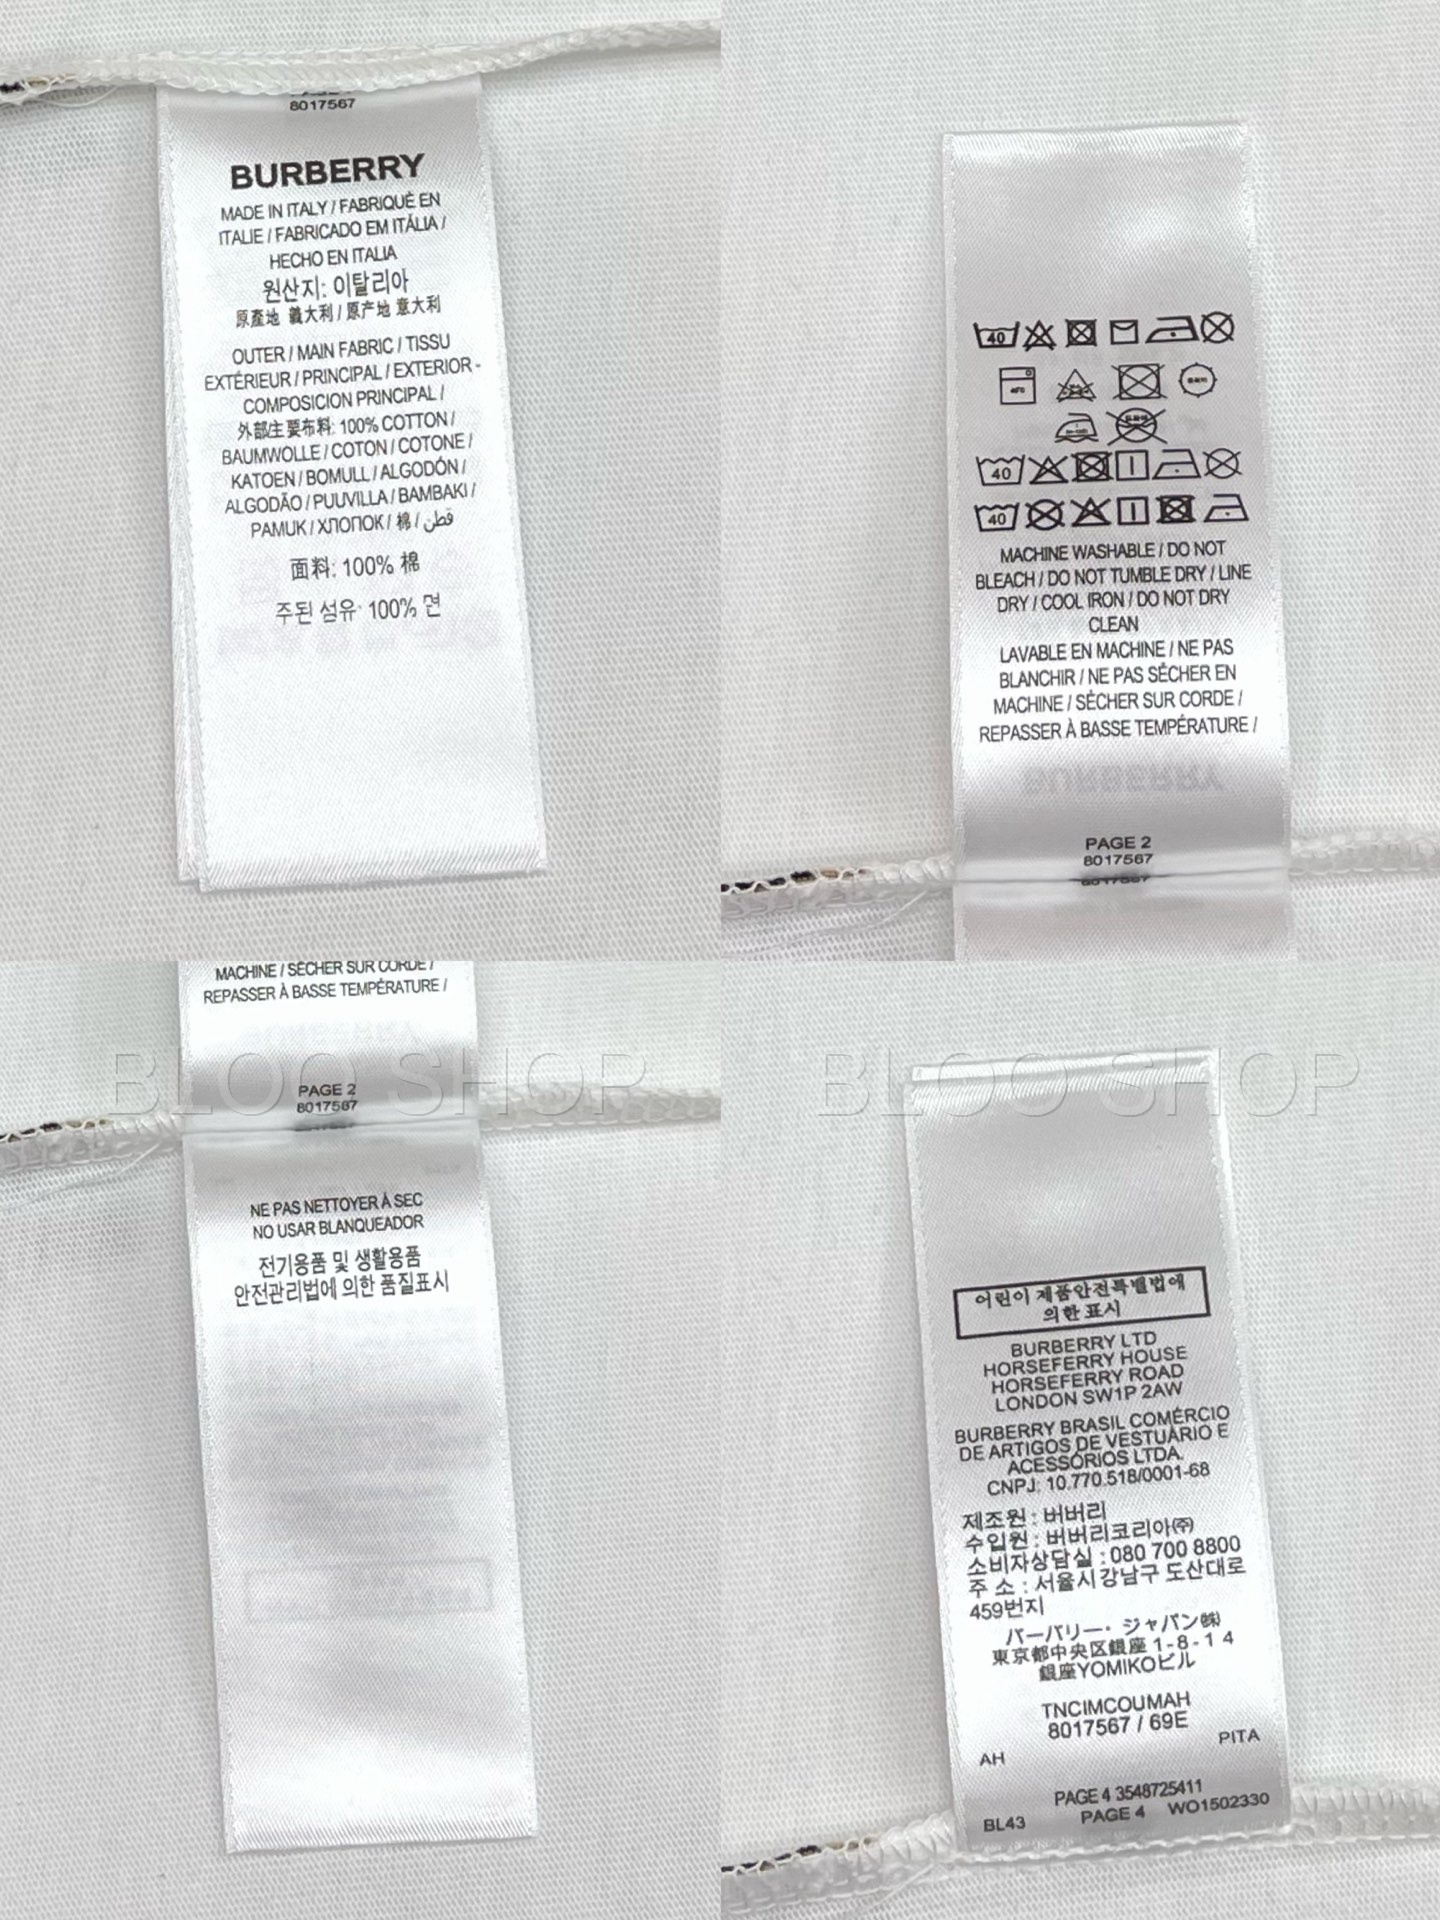 8017567
BURBERRY
MADE IN ITALY / FABRIQUÉ EN
ITALIE / FABRICADO EM ITÁLIA /
HECHO EN ITALIA
원산지: 이탈리아
原產地 義大利 / 原产地 意大利
OUTER / MAIN FABRIC / TISSU
EXTÉRIEUR / PRINCIPAL / EXTERIOR -
COMPOSICION PRINCIPAL /
外部主要布料: 100% COTTON /
BAUMWOLLE / COTON / COTONE /
KATOEN / BOMULL / ALGODÓN /
ALGODÃO / PUUVILLA / BAMBAKI /
PAMUK / ХЛОПОК / 棉 / قطن
面料: 100% 棉
주된 섬유: 100% 면
40
40
40
MACHINE WASHABLE / DO NOT
BLEACH / DO NOT TUMBLE DRY / LINE
DRY / COOL IRON / DO NOT DRY
CLEAN
LAVABLE EN MACHINE / NE PAS
BLANCHIR / NE PAS SÉCHER EN
MACHINE / SÉCHER SUR CORDE /
REPASSER À BASSE TEMPÉRATURE /
PAGE 2
8017567
8017567
MACHINE / SÉCHER SUR CORDE /
REPASSER À BASSE TEMPÉRATURE /
BLOO SHOP
PAGE 2
8017567
NE PAS NETTOYER À SEC
NO USAR BLANQUEADOR
전기용품 및 생활용품
안전관리법에 의한 품질표시
BLOO SHOP
어린이 제품안전특별법에
의한 표시
BURBERRY LTD
HORSEFERRY HOUSE
HORSEFERRY ROAD
LONDON SW1P 2AW
BURBERRY BRASIL COMÉRCIO
DE ARTIGOS DE VESTUÁRIO E
ACESSÓRIOS LTDA.
CNPJ: 10.770.518/0001-68
제조원 : 버버리
수입원 : 버버리코리아㈜
소비자상담실 : 080 700 8800
주 소 : 서울시 강남구 도산대로
459번지
バーバリー・ジャパン㈱
東京都中央区銀座 1-8-14
銀座YOMIKOビル
TNCIMCOUMAH
8017567 / 69E
AH PITA
PAGE 4 3548725411
BL43 PAGE 4 WO1502330